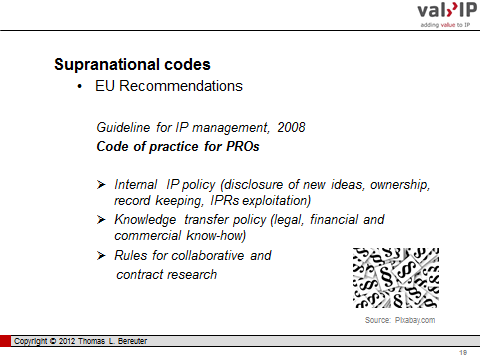 val IP
adding value to IP
Supranational codes
• EU Recommendations
Guideline for IP management, 2008
Code of practice for PROs
➢ Internal IP policy (disclosure of new ideas, ownership,
record keeping, IPRs exploitation)
➢ Knowledge transfer policy (legal, financial and
commercial know-how)
➢ Rules for collaborative and
contract research
Source: Pixabay.com
Copyright © 2012 Thomas L. Bereuter
19